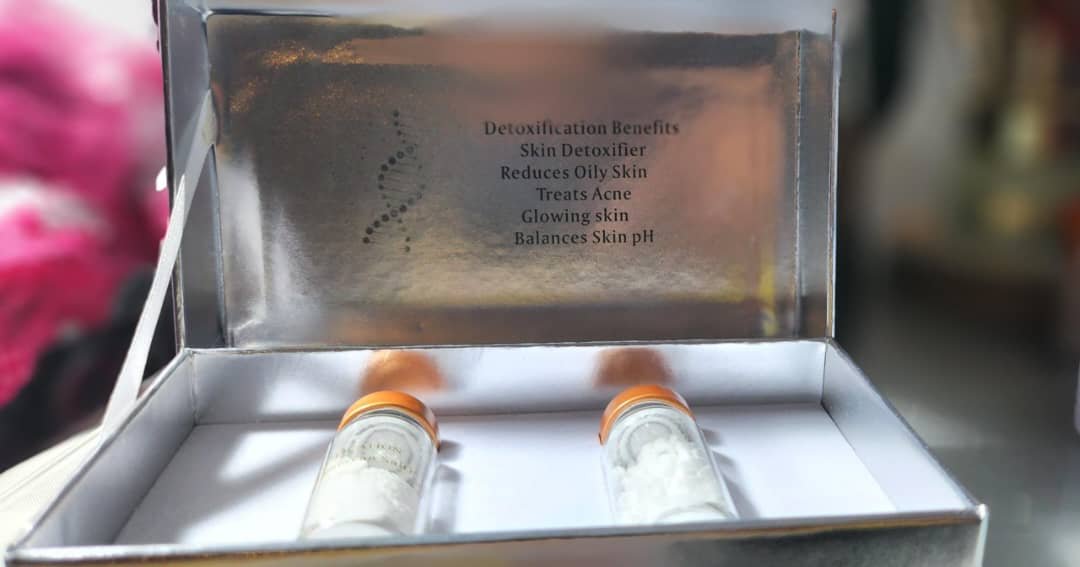 Detoxification Benefits
Skin Detoxifier
Reduces Oily Skin
Treats Acne
Glowing skin
Balances Skin pH